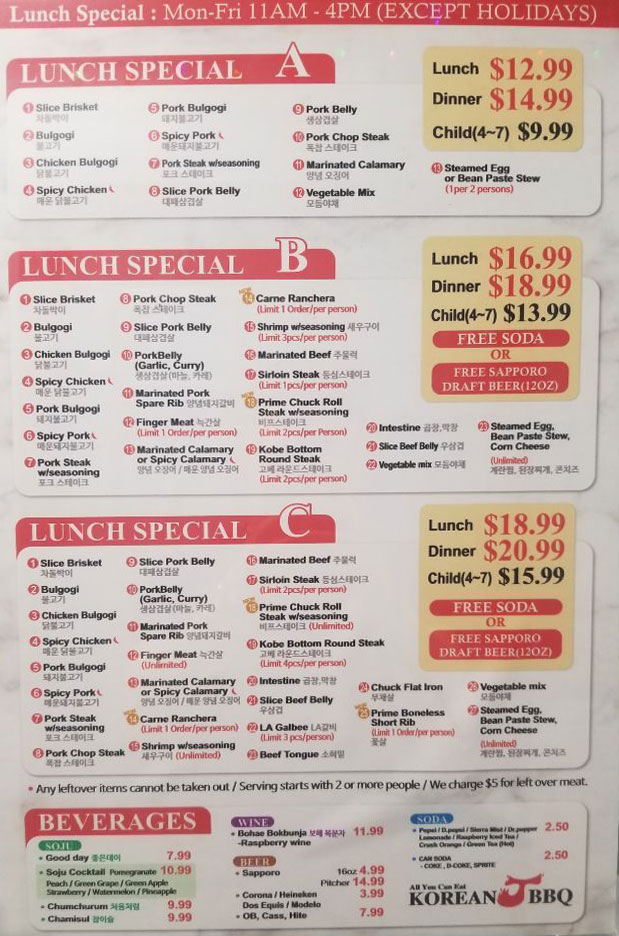 Lunch Special : Mon-Fri 11AM - 4PM (EXCEPT HOLIDAYS)
LUNCH SPECIAL A
Lunch $12.99
Dinner $14.99
Child(4~7) $9.99
1 Slice Brisket
차돌박이
2 Bulgogi
불고기
3 Chicken Bulgogi
닭불고기
4 Spicy Chicken
매운 닭불고기
5 Pork Bulgogi
돼지불고기
6 Spicy Pork
매운돼지불고기
7 Pork Steak w/seasoning
포크 스테이크
8 Slice Pork Belly
대패삼겹살
9 Pork Belly
생삼겹살
10 Pork Chop Steak
폭찹 스테이크
11 Marinated Calamary
양념 오징어
12 Vegetable Mix
모듬야채
13 Steamed Egg
or Bean Paste Stew
(1per 2 persons)
LUNCH SPECIAL B
Lunch $16.99
Dinner $18.99
Child(4~7) $13.99
FREE SODA
OR
FREE SAPPORO
DRAFT BEER(12OZ)
1 Slice Brisket
차돌박이
2 Bulgogi
불고기
3 Chicken Bulgogi
닭불고기
4 Spicy Chicken
매운 닭불고기
5 Pork Bulgogi
돼지불고기
6 Spicy Pork
매운돼지불고기
7 Pork Steak
w/seasoning
포크 스테이크
8 Pork Chop Steak
폭찹 스테이크
9 Slice Pork Belly
대패삼겹살
10 PorkBelly
(Garlic, Curry)
생삼겹살(마늘, 카레)
11 Marinated Pork
Spare Rib 양념돼지갈비
12 Finger Meat 늑간살
(Limit 1 Order/per person)
13 Marinated Calamary
or Spicy Calamary
양념 오징어 / 매운 양념 오징어
14 Carne Ranchera
(Limit 1 Order/per person)
15 Shrimp w/seasoning 새우구이
(Limit 3pcs/per person)
16 Marinated Beef 주물럭
17 Sirloin Steak 등심스테이크
(Limit 1pcs/per person)
18 Prime Chuck Roll
Steak w/seasoning
비프스테이크
(Limit 2pcs/per person)
19 Kobe Bottom
Round Steak
고베 라운드스테이크
(Limit 2pcs/per person)
20 Intestine 곱창,막창
21 Slice Beef Belly 우삼겹
22 Vegetable mix 모듬야채
23 Steamed Egg,
Bean Paste Stew,
Corn Cheese
(Unlimited)
계란찜, 된장찌개, 콘치즈
LUNCH SPECIAL C
Lunch $18.99
Dinner $20.99
Child(4~7) $15.99
FREE SODA
OR
FREE SAPPORO
DRAFT BEER(12OZ)
1 Slice Brisket
차돌박이
2 Bulgogi
불고기
3 Chicken Bulgogi
닭불고기
4 Spicy Chicken
매운 닭불고기
5 Pork Bulgogi
돼지불고기
6 Spicy Pork
매운돼지불고기
7 Pork Steak
w/seasoning
포크 스테이크
8 Pork Chop Steak
폭찹 스테이크
9 Slice Pork Belly
대패삼겹살
10 PorkBelly
(Garlic, Curry)
생삼겹살(마늘, 카레)
11 Marinated Pork
Spare Rib 양념돼지갈비
12 Finger Meat 늑간살
(Unlimited)
13 Marinated Calamary
or Spicy Calamary
양념 오징어 / 매운 양념 오징어
14 Carne Ranchera
(Limit 1 Order/per person)
15 Shrimp w/seasoning
새우구이 (Unlimited)
16 Marinated Beef 주물럭
17 Sirloin Steak 등심스테이크
(Limit 2pcs/per person)
18 Prime Chuck Roll
Steak w/seasoning
비프스테이크 (Unlimited)
19 Kobe Bottom Round Steak
고베 라운드스테이크
(Limit 4pcs/per person)
20 Intestine 곱창,막창
21 Slice Beef Belly
우삼겹
22 LA Galbee LA갈비
(Limit 3 pcs/per person)
23 Beef Tongue 소혀밑
24 Chuck Flat Iron
부채살
25 Prime Boneless
Short Rib
(Limit 1 Order/per person)
꽃살
26 Vegetable mix
모듬야채
27 Steamed Egg,
Bean Paste Stew,
Corn Cheese
(Unlimited)
계란찜, 된장찌개, 콘치즈
• Any leftover items cannot be taken out / Serving starts with 2 or more people / We charge $5 for left over meat.
BEVERAGES
SOJU
• Good day 좋은데이 7.99
• Soju Cocktail Pomegranate 10.99
Peach / Green Grape / Green Apple
Strawberry / Watermelon / Pineapple
• Chumchurum 처음처럼 9.99
• Chamisul 참이슬 9.99
WINE
• Bohae Bokbunja 보해 복분자 11.99
-Raspberry wine
BEER
• Sapporo 16oz 4.99
Pitcher 14.99
• Corona / Heineken 3.99
Dos Equis / Modelo
• OB, Cass, Hite 7.99
SODA
• Pepsi / D.pepsi / Sierra Mist / Dr.pepper 2.50
Lemonade / Raspberry Iced Tea /
Crush Orange / Green Tea (Hot)
• CAN SODA 2.50
- COKE, D-COKE, SPRITE
All You Can Eat
KOREAN BBQ